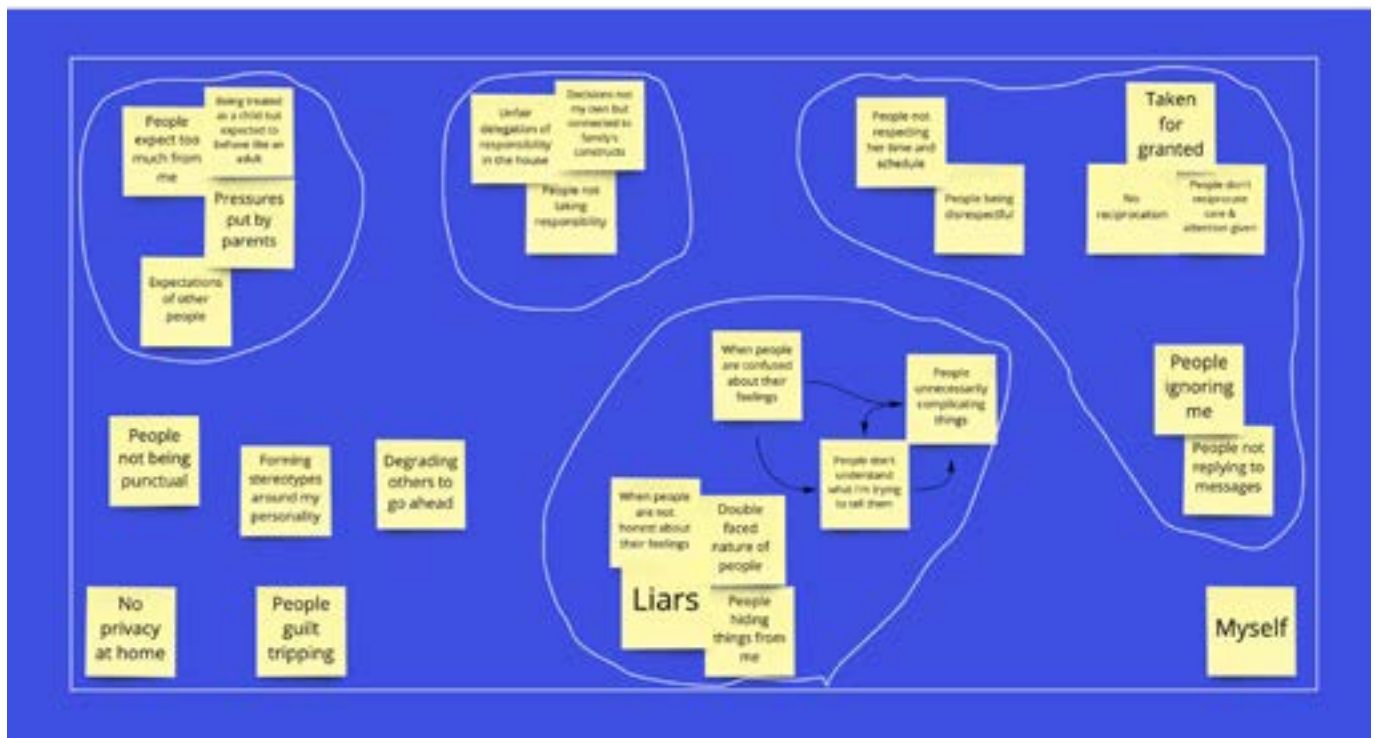 People
expect too
much from
me
Being treated
as a child but
expected to
behave like an
adult
Pressures
put by
parents
Expectations
of other
people
Unfair
delegation of
responsibility
in the house
Decisions not
my own but
connected to
family's
constructs
People not
taking
responsibility
People not
respecting
her time and
schedule
People being
disrespectful
Taken
for
granted
No
reciprocation
People don't
reciprocate
care &
attention given
People
ignoring
me
People not
replying to
messages
When people
are confused
about their
feelings
People
unnecessarily
complicating
things
People don't
understand
what I'm trying
to tell them
When people
are not
honest about
their feelings
Double
faced
nature of
people
Liars
People
hiding
things from
me
People
not being
punctual
Forming
stereotypes
around my
personality
Degrading
others to
go ahead
No
privacy
at home
People
guilt
tripping
Myself